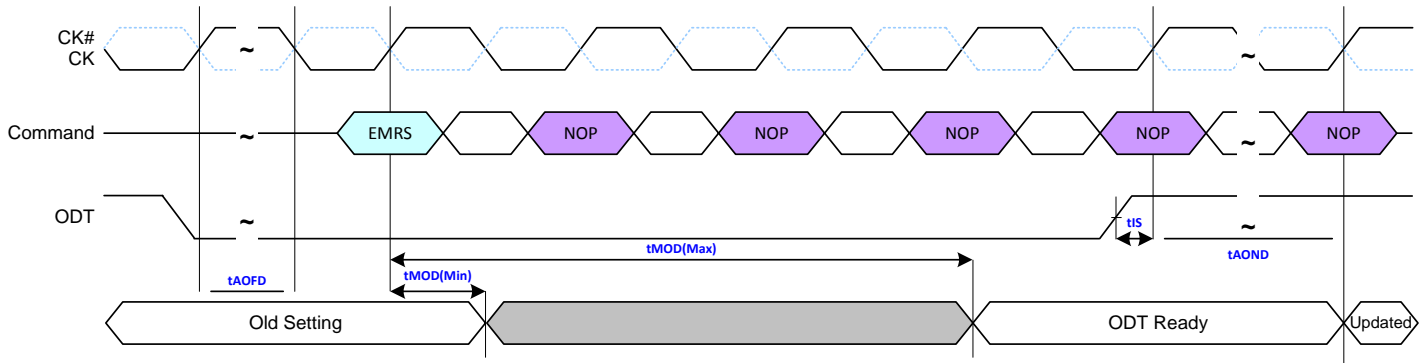 CK#
CK
~
~
Command
~
EMRS
NOP
NOP
NOP
NOP
~
NOP
ODT
~
tIS
~
tMOD(Max)
tAOND
tAOFD
tMOD(Min)
Old Setting
ODT Ready
Updated